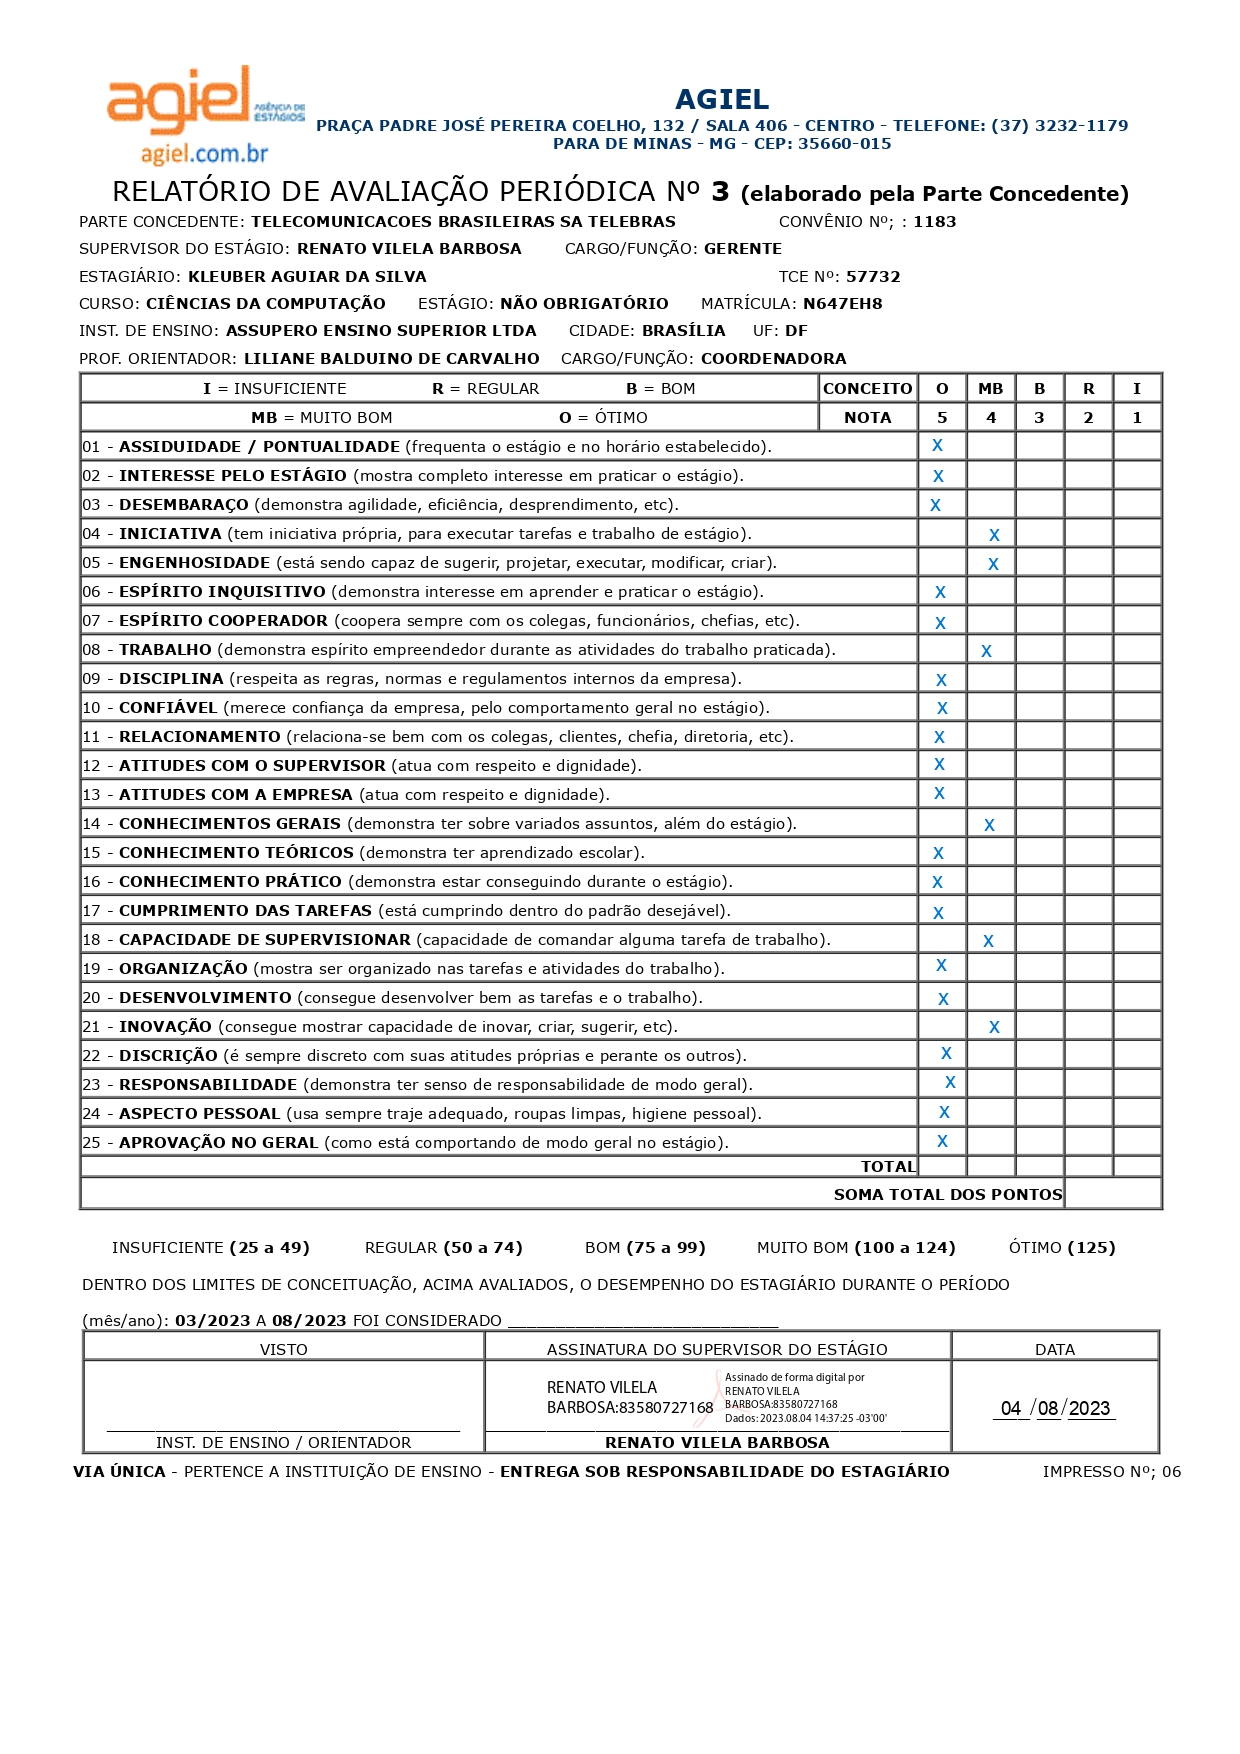 agiel AGÊNCIA DE ESTÁGIOS
agiel.com.br
AGIEL
PRAÇA PADRE JOSÉ PEREIRA COELHO, 132 / SALA 406 - CENTRO - TELEFONE: (37) 3232-1179
PARA DE MINAS - MG - CEP: 35660-015
RELATÓRIO DE AVALIAÇÃO PERIÓDICA Nº 3 (elaborado pela Parte Concedente)
PARTE CONCEDENTE: TELECOMUNICACOES BRASILEIRAS SA TELEBRAS CONVÊNIO Nº; : 1183
SUPERVISOR DO ESTÁGIO: RENATO VILELA BARBOSA CARGO/FUNÇÃO: GERENTE
ESTAGIÁRIO: KLEUBER AGUIAR DA SILVA TCE Nº: 57732
CURSO: CIÊNCIAS DA COMPUTAÇÃO ESTÁGIO: NÃO OBRIGATÓRIO MATRÍCULA: N647EH8
INST. DE ENSINO: ASSUPERO ENSINO SUPERIOR LTDA CIDADE: BRASÍLIA UF: DF
PROF. ORIENTADOR: LILIANE BALDUINO DE CARVALHO CARGO/FUNÇÃO: COORDENADORA
I = INSUFICIENTE R = REGULAR B = BOM CONCEITO O MB B R I
MB = MUITO BOM O = ÓTIMO NOTA 5 4 3 2 1
01 - ASSIDUIDADE / PONTUALIDADE (frequenta o estágio e no horário estabelecido). X
02 - INTERESSE PELO ESTÁGIO (mostra completo interesse em praticar o estágio). X
03 - DESEMBARAÇO (demonstra agilidade, eficiência, desprendimento, etc). X
04 - INICIATIVA (tem iniciativa própria, para executar tarefas e trabalho de estágio). X
05 - ENGENHOSIDADE (está sendo capaz de sugerir, projetar, executar, modificar, criar). X
06 - ESPÍRITO INQUISITIVO (demonstra interesse em aprender e praticar o estágio). X
07 - ESPÍRITO COOPERADOR (coopera sempre com os colegas, funcionários, chefias, etc). X
08 - TRABALHO (demonstra espírito empreendedor durante as atividades do trabalho praticada). X
09 - DISCIPLINA (respeita as regras, normas e regulamentos internos da empresa). X
10 - CONFIÁVEL (merece confiança da empresa, pelo comportamento geral no estágio). X
11 - RELACIONAMENTO (relaciona-se bem com os colegas, clientes, chefia, diretoria, etc). X
12 - ATITUDES COM O SUPERVISOR (atua com respeito e dignidade). X
13 - ATITUDES COM A EMPRESA (atua com respeito e dignidade). X
14 - CONHECIMENTOS GERAIS (demonstra ter sobre variados assuntos, além do estágio). X
15 - CONHECIMENTO TEÓRICOS (demonstra ter aprendizado escolar). X
16 - CONHECIMENTO PRÁTICO (demonstra estar conseguindo durante o estágio). X
17 - CUMPRIMENTO DAS TAREFAS (está cumprindo dentro do padrão desejável). X
18 - CAPACIDADE DE SUPERVISIONAR (capacidade de comandar alguma tarefa de trabalho). X
19 - ORGANIZAÇÃO (mostra ser organizado nas tarefas e atividades do trabalho). X
20 - DESENVOLVIMENTO (consegue desenvolver bem as tarefas e o trabalho). X
21 - INOVAÇÃO (consegue mostrar capacidade de inovar, criar, sugerir, etc). X
22 - DISCRIÇÃO (é sempre discreto com suas atitudes próprias e perante os outros). X
23 - RESPONSABILIDADE (demonstra ter senso de responsabilidade de modo geral). X
24 - ASPECTO PESSOAL (usa sempre traje adequado, roupas limpas, higiene pessoal). X
25 - APROVAÇÃO NO GERAL (como está comportando de modo geral no estágio). X
TOTAL
SOMA TOTAL DOS PONTOS
INSUFICIENTE (25 a 49) REGULAR (50 a 74) BOM (75 a 99) MUITO BOM (100 a 124) ÓTIMO (125)
DENTRO DOS LIMITES DE CONCEITUAÇÃO, ACIMA AVALIADOS, O DESEMPENHO DO ESTAGIÁRIO DURANTE O PERÍODO
(mês/ano): 03/2023 A 08/2023 FOI CONSIDERADO ____________________________
VISTO ASSINATURA DO SUPERVISOR DO ESTÁGIO DATA
RENATO VILELA BARBOSA:83580727168
Assinado de forma digital por
RENATO VILELA
BARBOSA:83580727168
Dados: 2023.08.04 14:37:25 -03'00'
04 /08/2023
INST. DE ENSINO / ORIENTADOR RENATO VILELA BARBOSA
VIA ÚNICA - PERTENCE A INSTITUIÇÃO DE ENSINO - ENTREGA SOB RESPONSABILIDADE DO ESTAGIÁRIO IMPRESSO Nº; 06